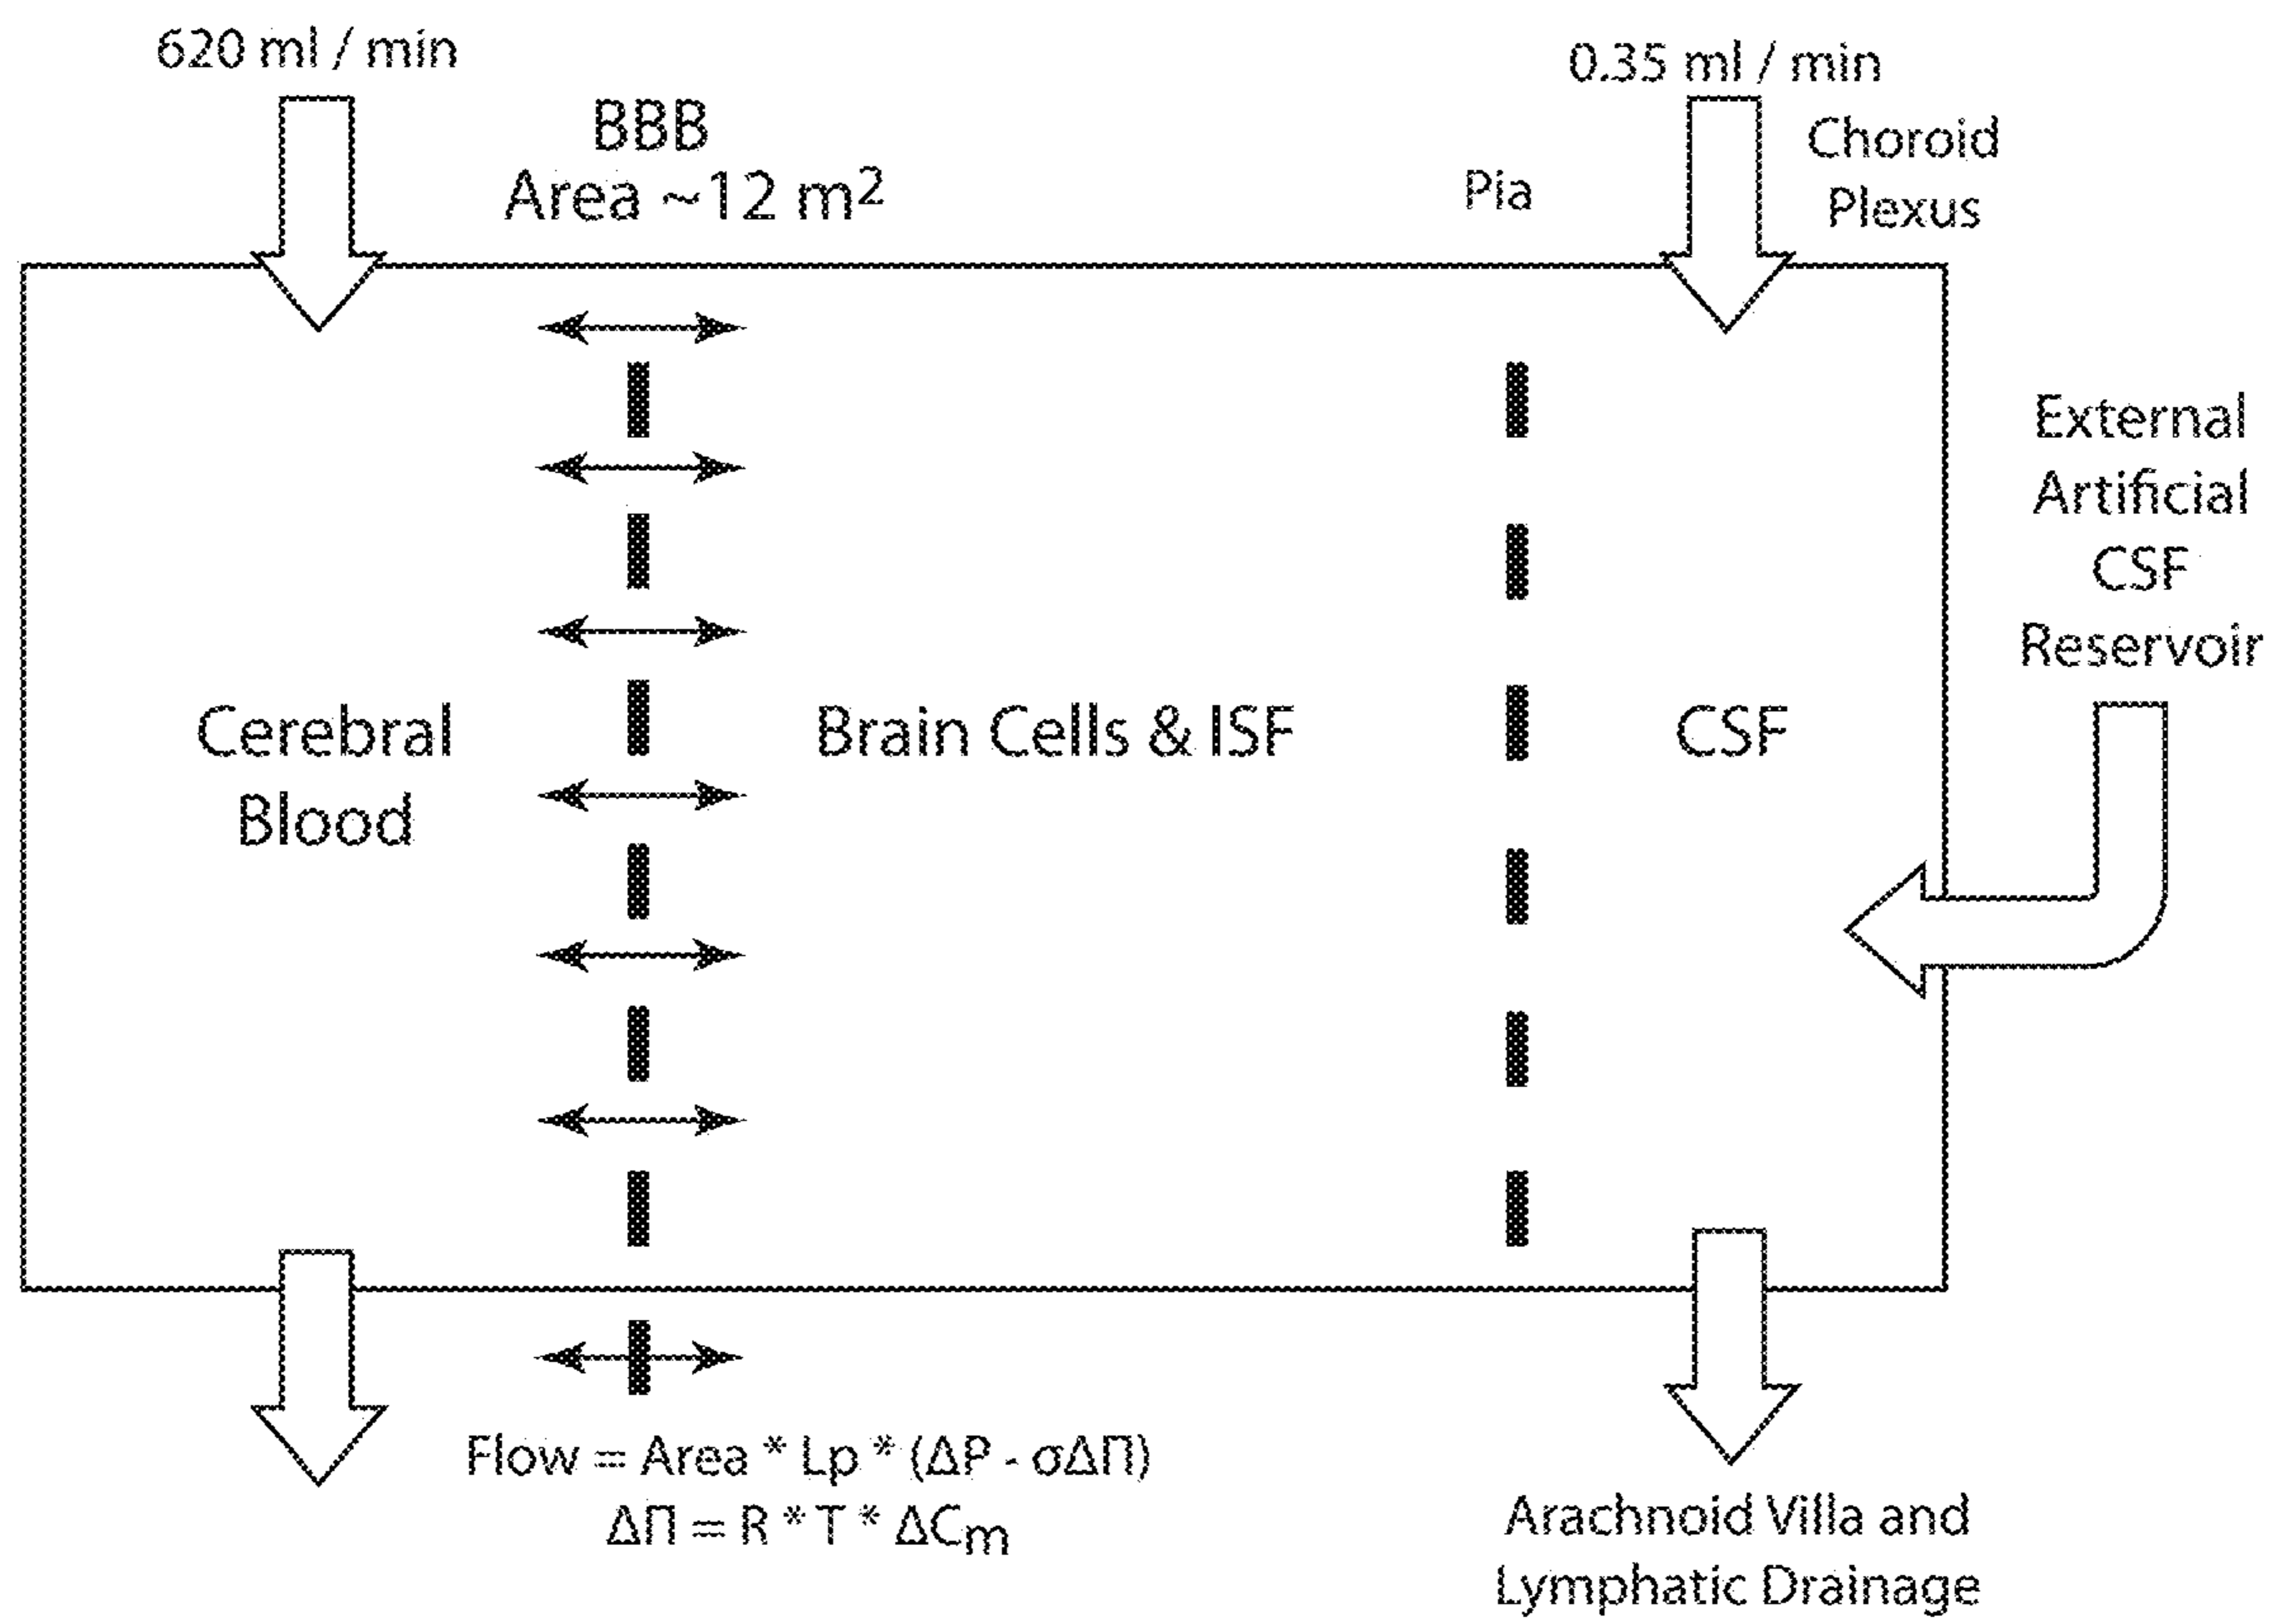 620 ml / min
BBB
Area ~12 m²
Pia
0.35 ml / min
Choroid
Plexus
External
Artificial
CSF
Reservoir
Cerebral
Blood
Brain Cells & ISF
CSF
Flow = Area * Lp * (ΔP - σΔΠ)
ΔΠ = R * T * ΔCm
Arachnoid Villa and
Lymphatic Drainage